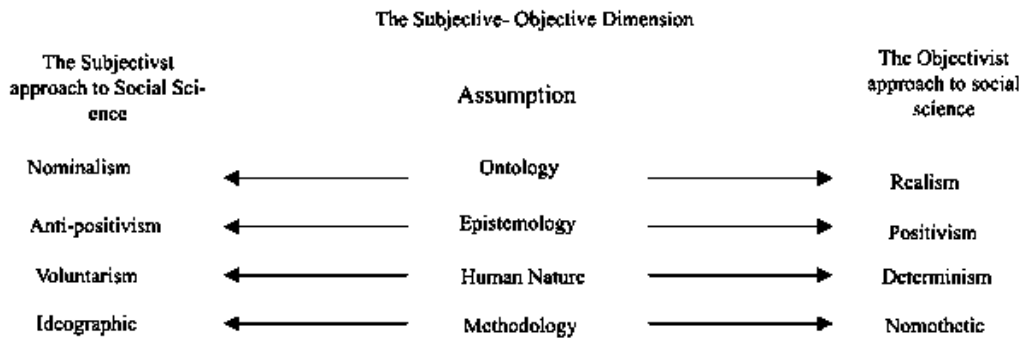 The Subjective- Objective Dimension
The Subjectivst
approach to Social Sci-
ence
Assumption
The Objectivist
approach to social
science
Nominalism
Ontology
Realism
Anti-positivism
Epistemology
Positivism
Voluntarism
Human Nature
Determinism
Ideographic
Methodology
Nomothetic